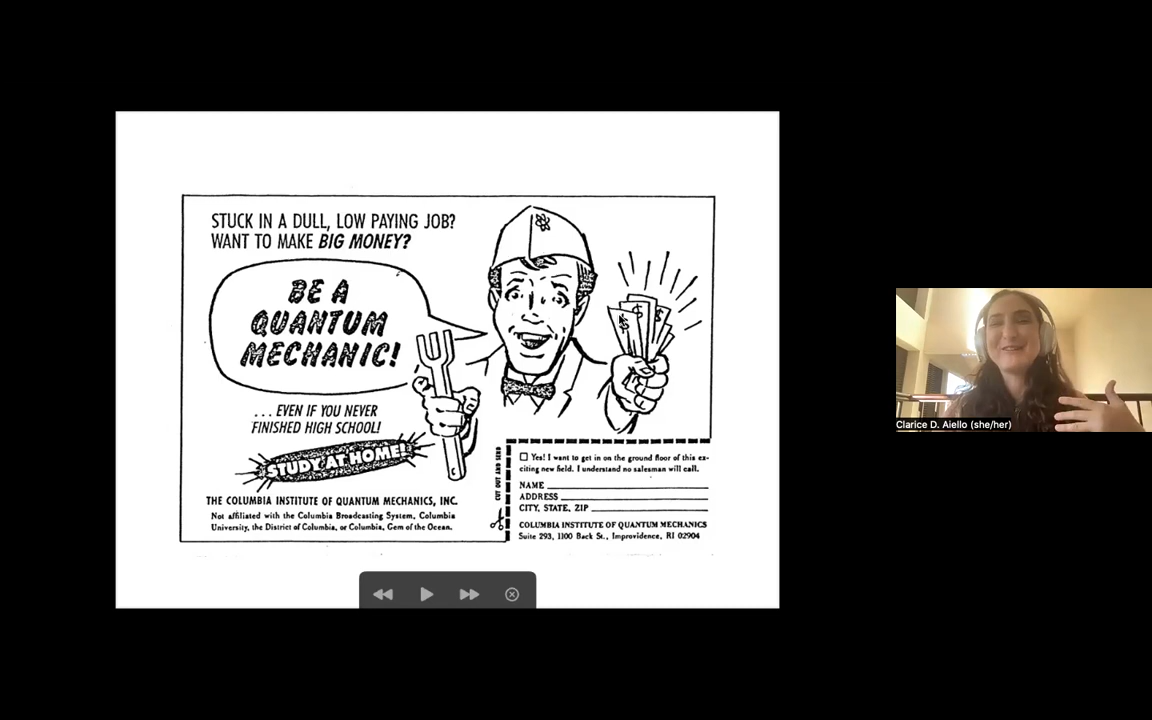 STUCK IN A DULL, LOW PAYING JOB?
WANT TO MAKE BIG MONEY?
BE A
QUANTUM
MECHANIC!
. . . EVEN IF YOU NEVER
FINISHED HIGH SCHOOL!
STUDY AT HOME!
THE COLUMBIA INSTITUTE OF QUANTUM MECHANICS, INC.
Not affiliated with the Columbia Broadcasting System, Columbia
University, the District of Columbia, or Columbia, Gem of the Ocean.
CUT OUT AND SEND
Yes! I want to get in on the ground floor of this ex-
citing new field. I understand no salesman will call.
NAME
ADDRESS
CITY, STATE, ZIP
COLUMBIA INSTITUTE OF QUANTUM MECHANICS
Suite 293, 1100 Back St., Improvidence, RI 02904
$ $ $
Clarice D. Aiello (she/her)